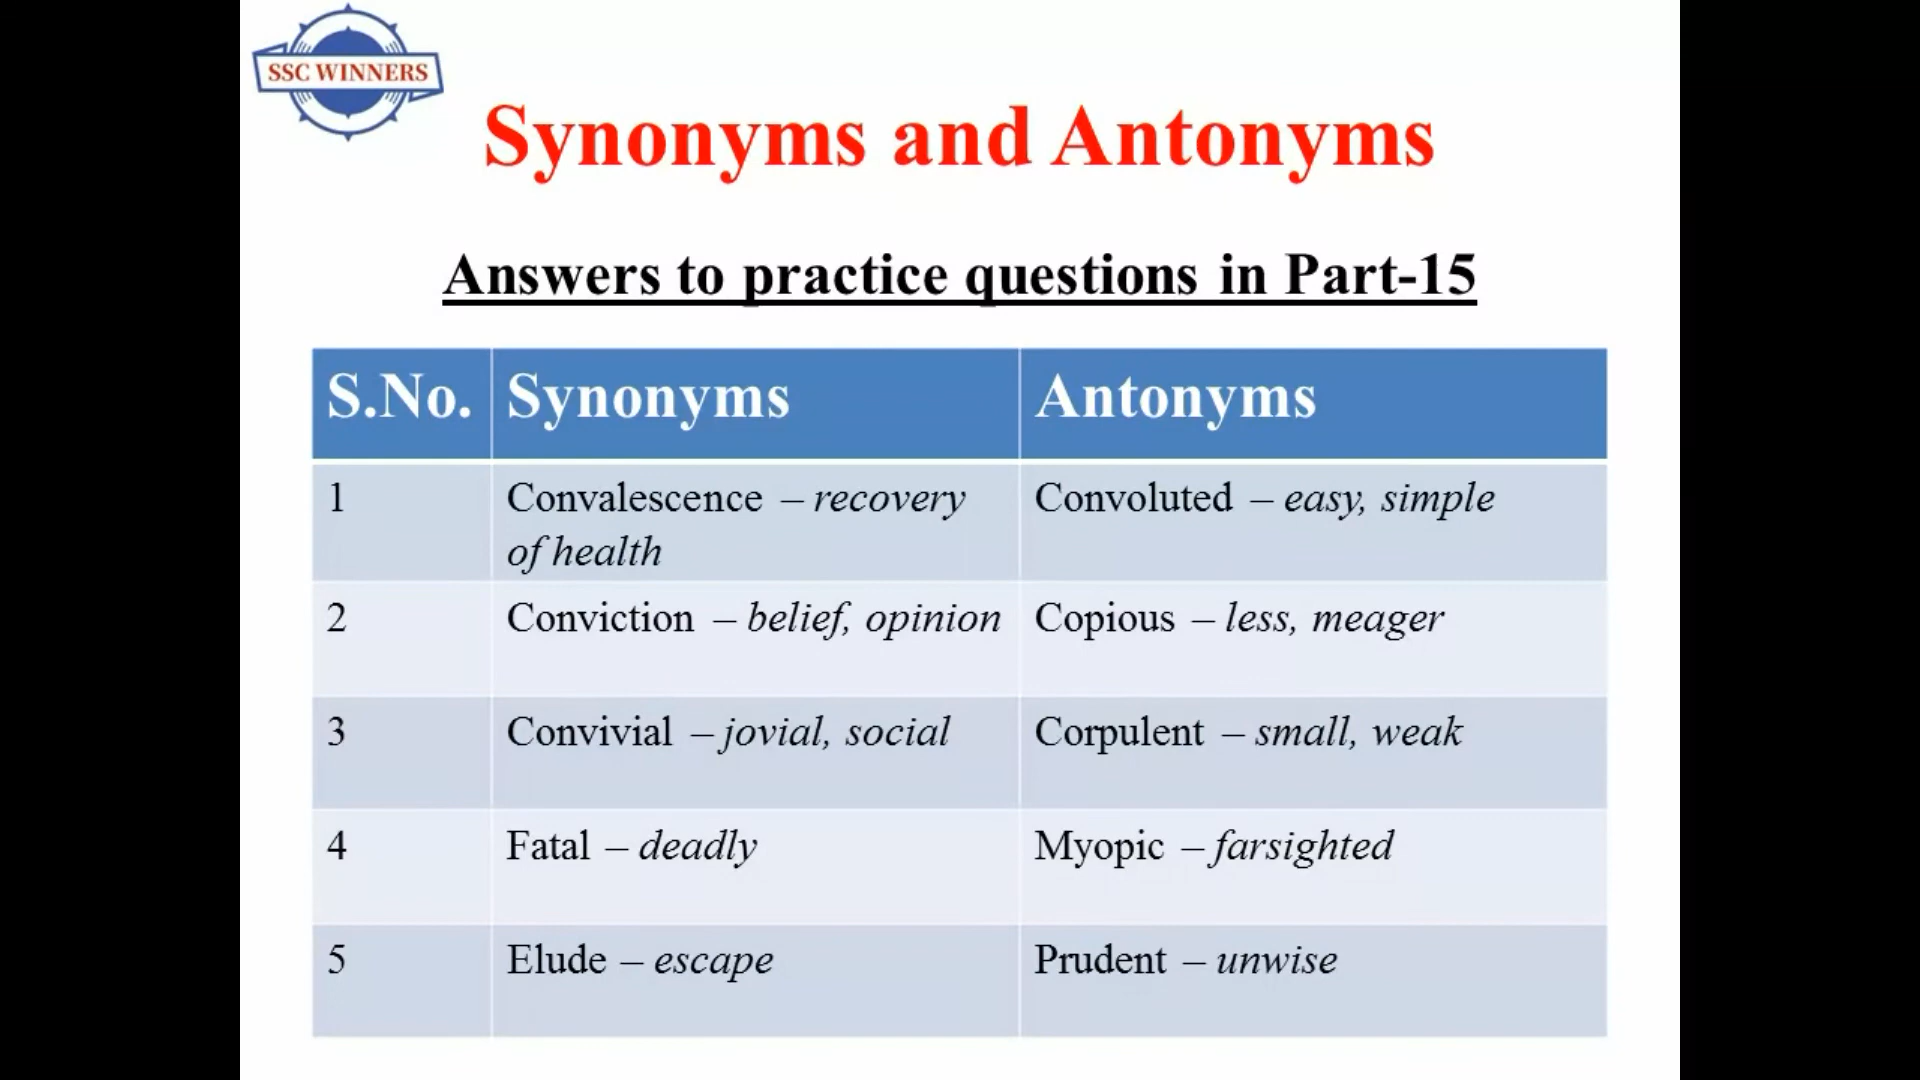 SSC WINNERS
Synonyms and Antonyms
Answers to practice questions in Part-15
S.No. Synonyms Antonyms
1 Convalescence – recovery Convoluted – easy, simple
of health
2 Conviction – belief, opinion Copious – less, meager
3 Convivial – jovial, social Corpulent – small, weak
4 Fatal – deadly Myopic – farsighted
5 Elude – escape Prudent – unwise